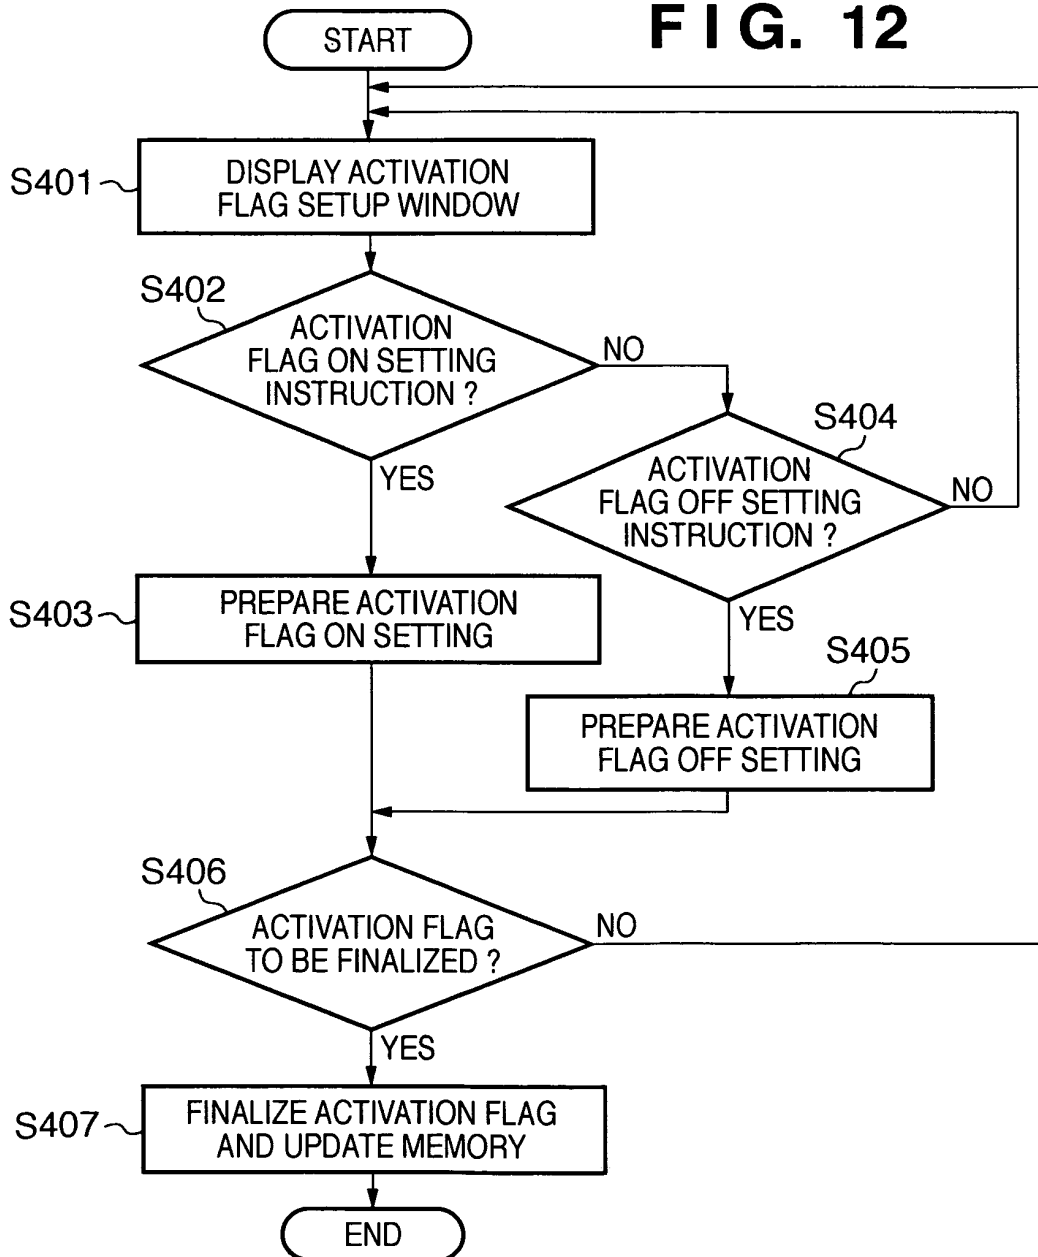 FIG. 12
START
S401
DISPLAY ACTIVATION
FLAG SETUP WINDOW
S402
ACTIVATION
FLAG ON SETTING
INSTRUCTION ?
NO
YES
S404
ACTIVATION
FLAG OFF SETTING
INSTRUCTION ?
NO
YES
S403
PREPARE ACTIVATION
FLAG ON SETTING
S405
PREPARE ACTIVATION
FLAG OFF SETTING
S406
ACTIVATION FLAG
TO BE FINALIZED ?
NO
YES
S407
FINALIZE ACTIVATION FLAG
AND UPDATE MEMORY
END